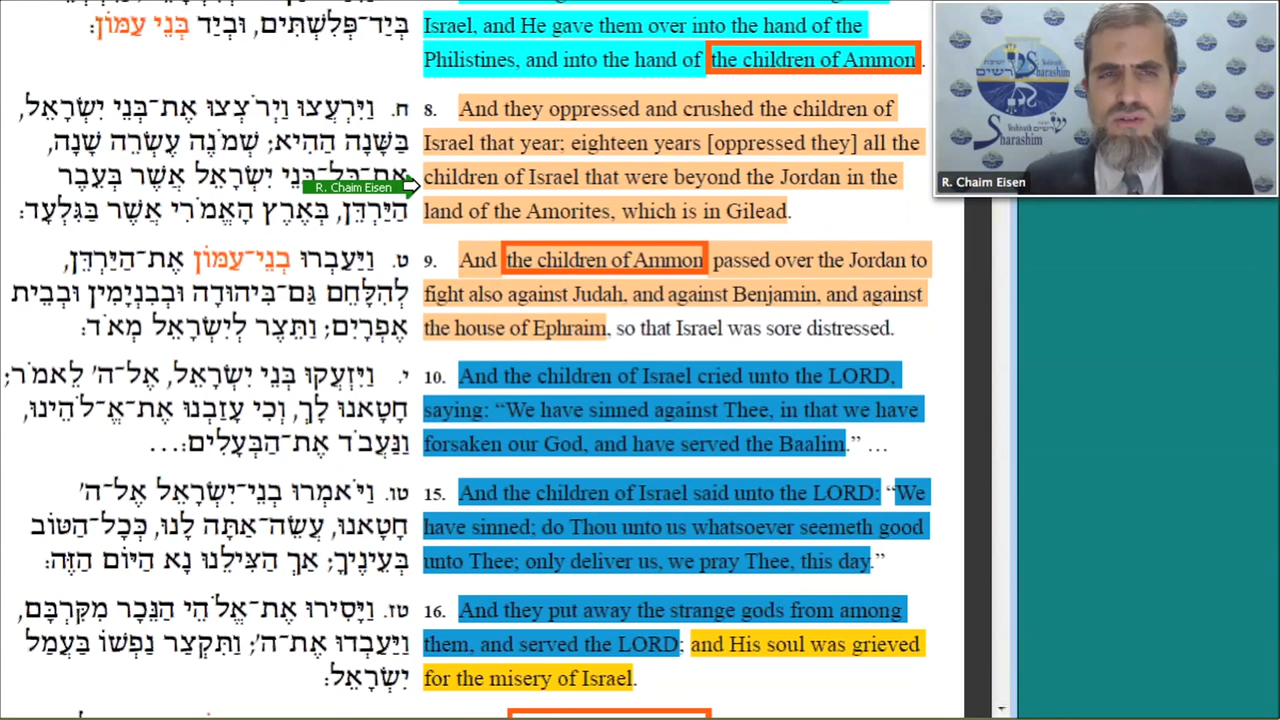 בְּיַד־פְּלִשְׁתִּים, וּבְיַד בְּנֵי עַמּוֹן:
Israel, and He gave them over into the hand of the
Philistines, and into the hand of the children of Ammon.
ח. וַיִּרְעֲצוּ וַיְרֹצְצוּ אֶת־בְּנֵי יִשְׂרָאֵל,
בַּשָּׁנָה הַהִיא; שְׁמֹנֶה עֶשְׂרֵה שָׁנָה,
אֶת־כׇּל־בְּנֵי יִשְׂרָאֵל אֲשֶׁר בְּעֵבֶר
הַיַּרְדֵּן, בְּאֶרֶץ הָאֱמֹרִי אֲשֶׁר בַּגִּלְעָד:
8. And they oppressed and crushed the children of
Israel that year; eighteen years [oppressed they] all the
children of Israel that were beyond the Jordan in the
land of the Amorites, which is in Gilead.
R. Chaim Eisen
ט. וַיַּעַבְרוּ בְנֵי־עַמּוֹן אֶת־הַיַּרְדֵּן,
לְהִלָּחֵם גַּם־בִּיהוּדָה וּבְבִנְיָמִין וּבְבֵית
אֶפְרָיִם; וַתֵּצֶר לְיִשְׂרָאֵל מְאֹד:
9. And the children of Ammon passed over the Jordan to
fight also against Judah, and against Benjamin, and against
the house of Ephraim, so that Israel was sore distressed.
י. וַיִּזְעֲקוּ בְּנֵי יִשְׂרָאֵל, אֶל־ה' לֵאמֹר;
חָטָאנוּ לָךְ, וְכִי עָזַבְנוּ אֶת־אֱ־לֹהֵינוּ,
וַנַּעֲבֹד אֶת־הַבְּעָלִים:…
10. And the children of Israel cried unto the LORD,
saying: “We have sinned against Thee, in that we have
forsaken our God, and have served the Baalim.” …
טו. וַיֹּאמְרוּ בְנֵי־יִשְׂרָאֵל אֶל־ה'
חָטָאנוּ, עֲשֵׂה־אַתָּה לָנוּ, כְּכׇל־הַטּוֹב
בְּעֵינֶיךָ; אַךְ הַצִּילֵנוּ נָא הַיּוֹם הַזֶּה:
15. And the children of Israel said unto the LORD: “We
have sinned; do Thou unto us whatsoever seemeth good
unto Thee; only deliver us, we pray Thee, this day.”
טז. וַיָּסִירוּ אֶת־אֱלֹהֵי הַנֵּכָר מִקִּרְבָּם,
וַיַּעַבְדוּ אֶת־ה'; וַתִּקְצַר נַפְשׁוֹ בַּעֲמַל
יִשְׂרָאֵל:
16. And they put away the strange gods from among
them, and served the LORD; and His soul was grieved
for the misery of Israel.
ישיבת
שרשים
Yeshivath
Sharashim
R. Chaim Eisen